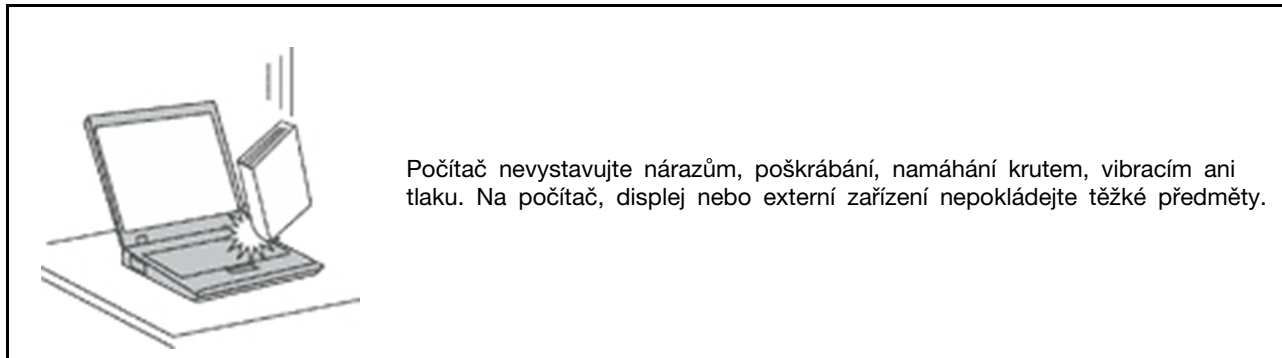 Počítač nevystavujte nárazům, poškrábání, namáhání krutem, vibracím ani
tlaku. Na počítač, displej nebo externí zařízení nepokládejte těžké předměty.